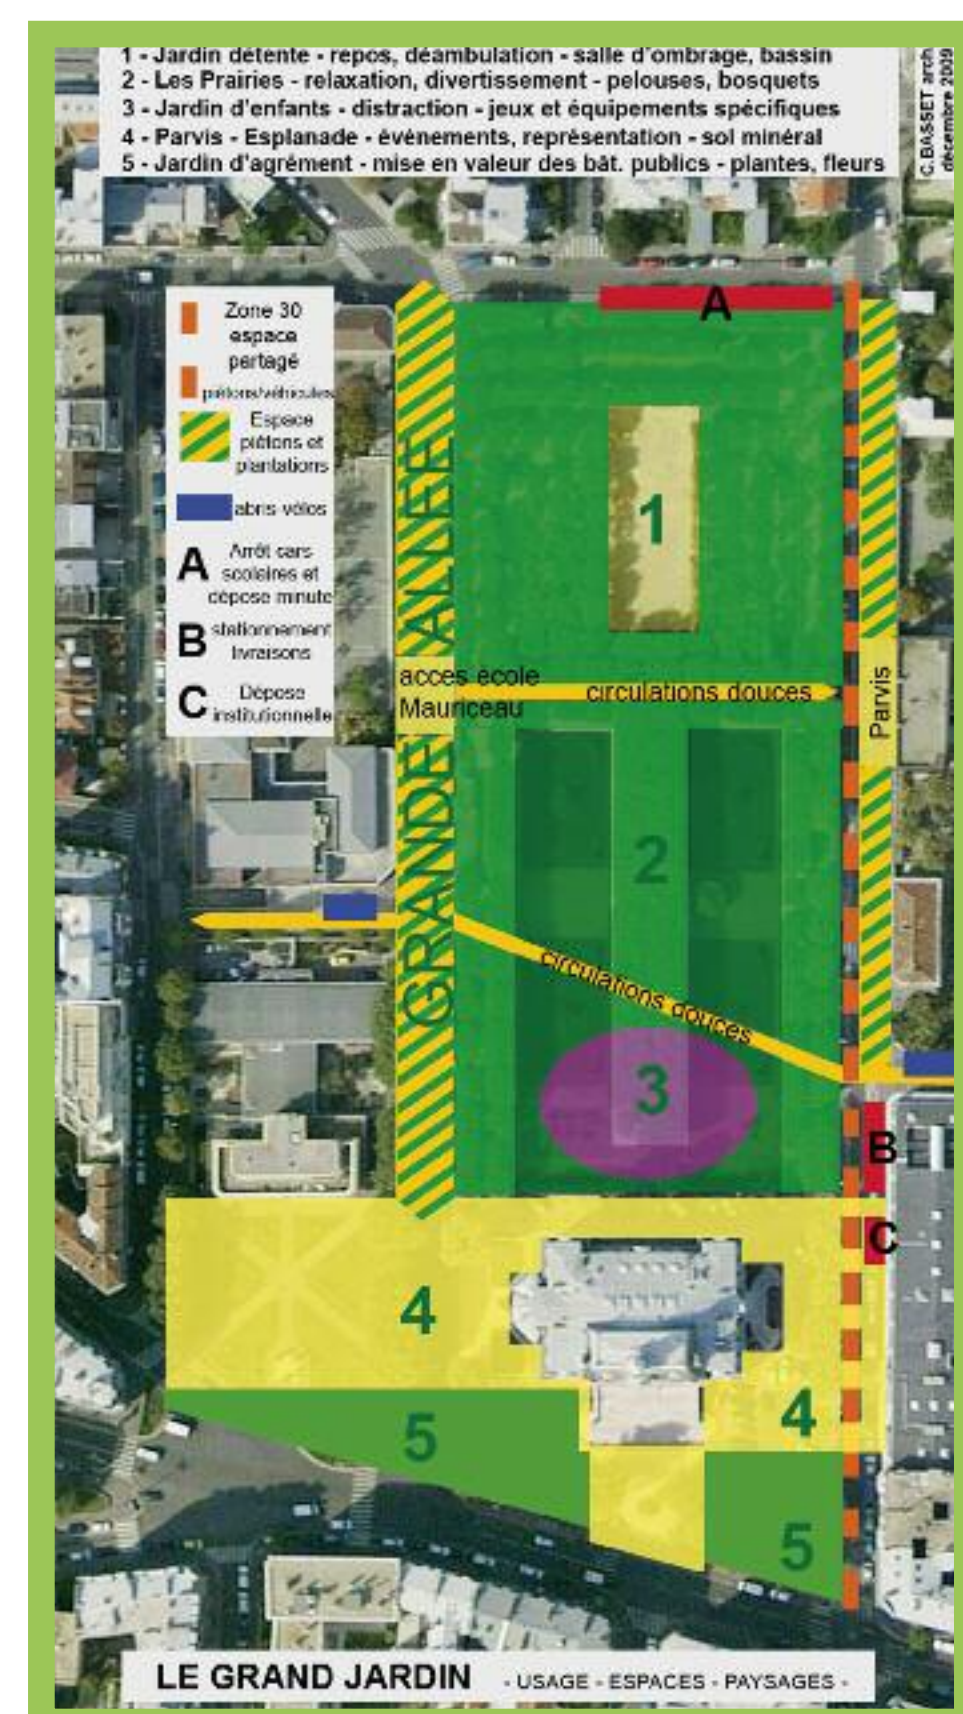 1 - Jardin détente - repos, déambulation - salle d'ombrage, bassin
2 - Les Prairies - relaxation, divertissement - pelouses, bosquets
3 - Jardin d'enfants - distraction - jeux et équipements spécifiques
4 - Parvis - Esplanade - événements, représentation - sol minéral
5 - Jardin d'agrément - mise en valeur des bât. publics - plantes, fleurs
C. BASSET arch
décembre 2009
Zone 30
espace
partagé
piétons/véhicules
Espace
piétons et
plantations
abris-vélos
A Arrêt cars
scolaires et
dépose minute
B stationnement
livraisons
C Dépose
institutionnelle
A
1
GRANDE ALLÉE
accès école
Mauriceau
circulations douces
Parvis
2
circulations douces
3
B
C
4
4
5
5
LE GRAND JARDIN - USAGE - ESPACES - PAYSAGES -